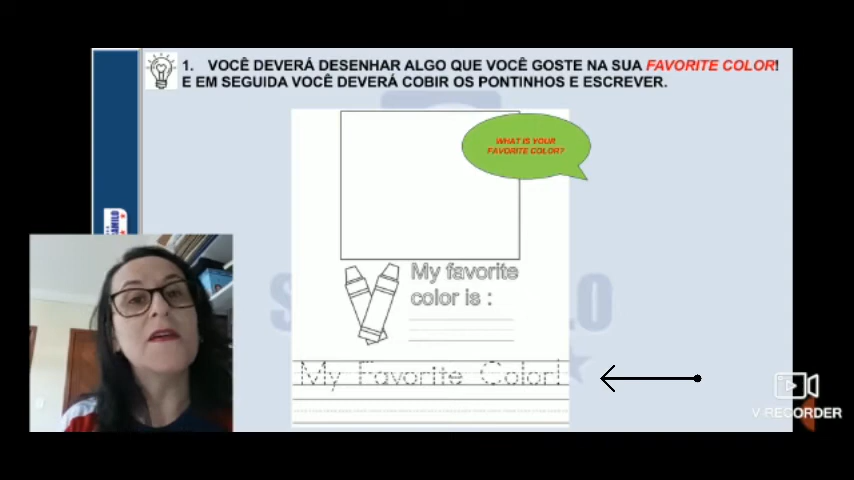 1. VOCÊ DEVERÁ DESENHAR ALGO QUE VOCÊ GOSTE NA SUA FAVORITE COLOR!
E EM SEGUIDA VOCÊ DEVERÁ COBIR OS PONTINHOS E ESCREVER.
WHAT IS YOUR
FAVORITE COLOR?
My favorite
color is :
My Favorite Color!
V RECORDER